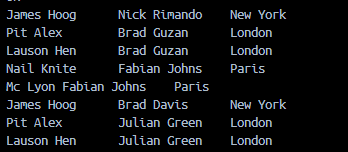 James Hoog Nick Rimando New York
Pit Alex Brad Guzan London
Lauson Hen Brad Guzan London
Nail Knite Fabian Johns Paris
Mc Lyon Fabian Johns Paris
James Hoog Brad Davis New York
Pit Alex Julian Green London
Lauson Hen Julian Green London